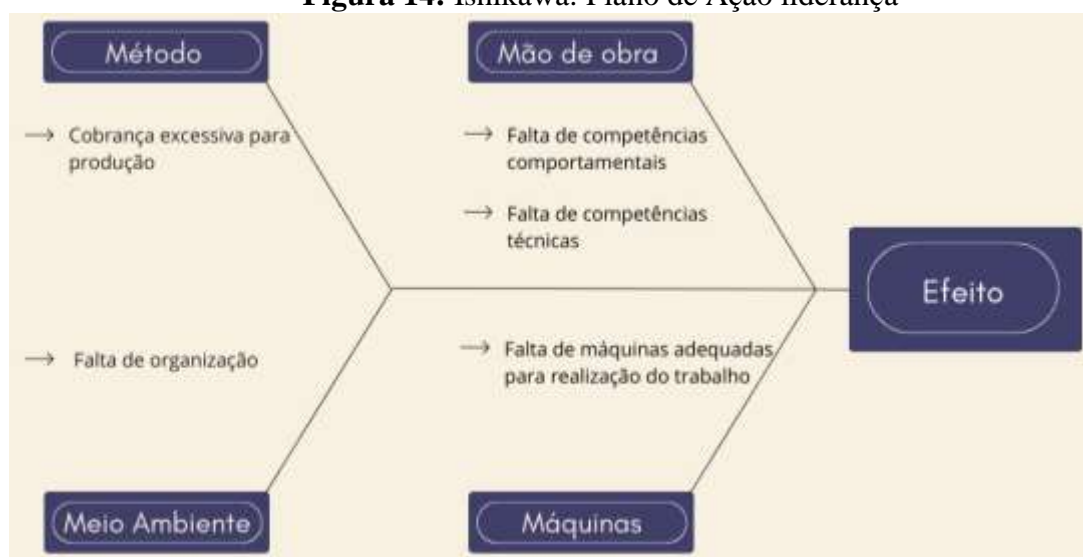 Figura 14: Ishikawa: Plano de Ação liderança
Método
Mão de obra
Cobrança excessiva para
produção
Falta de competências
comportamentais
Falta de competências
técnicas
Efeito
Falta de organização
Falta de máquinas adequadas
para realização do trabalho
Meio Ambiente
Máquinas